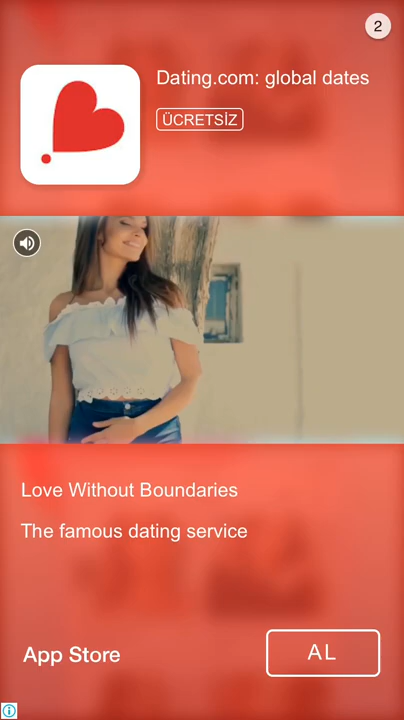 2
Dating.com: global dates
ÜCRETSİZ
Love Without Boundaries
The famous dating service
App Store
AL